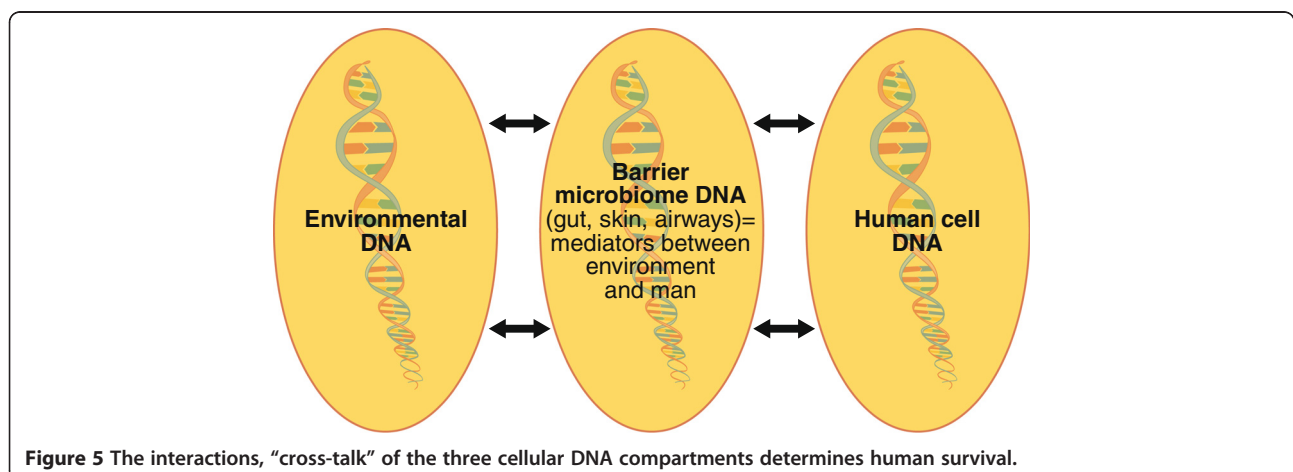 Environmental
DNA
Barrier
microbiome DNA
(gut, skin, airways)=
mediators between
environment
and man
Human cell
DNA
Figure 5 The interactions, “cross-talk” of the three cellular DNA compartments determines human survival.